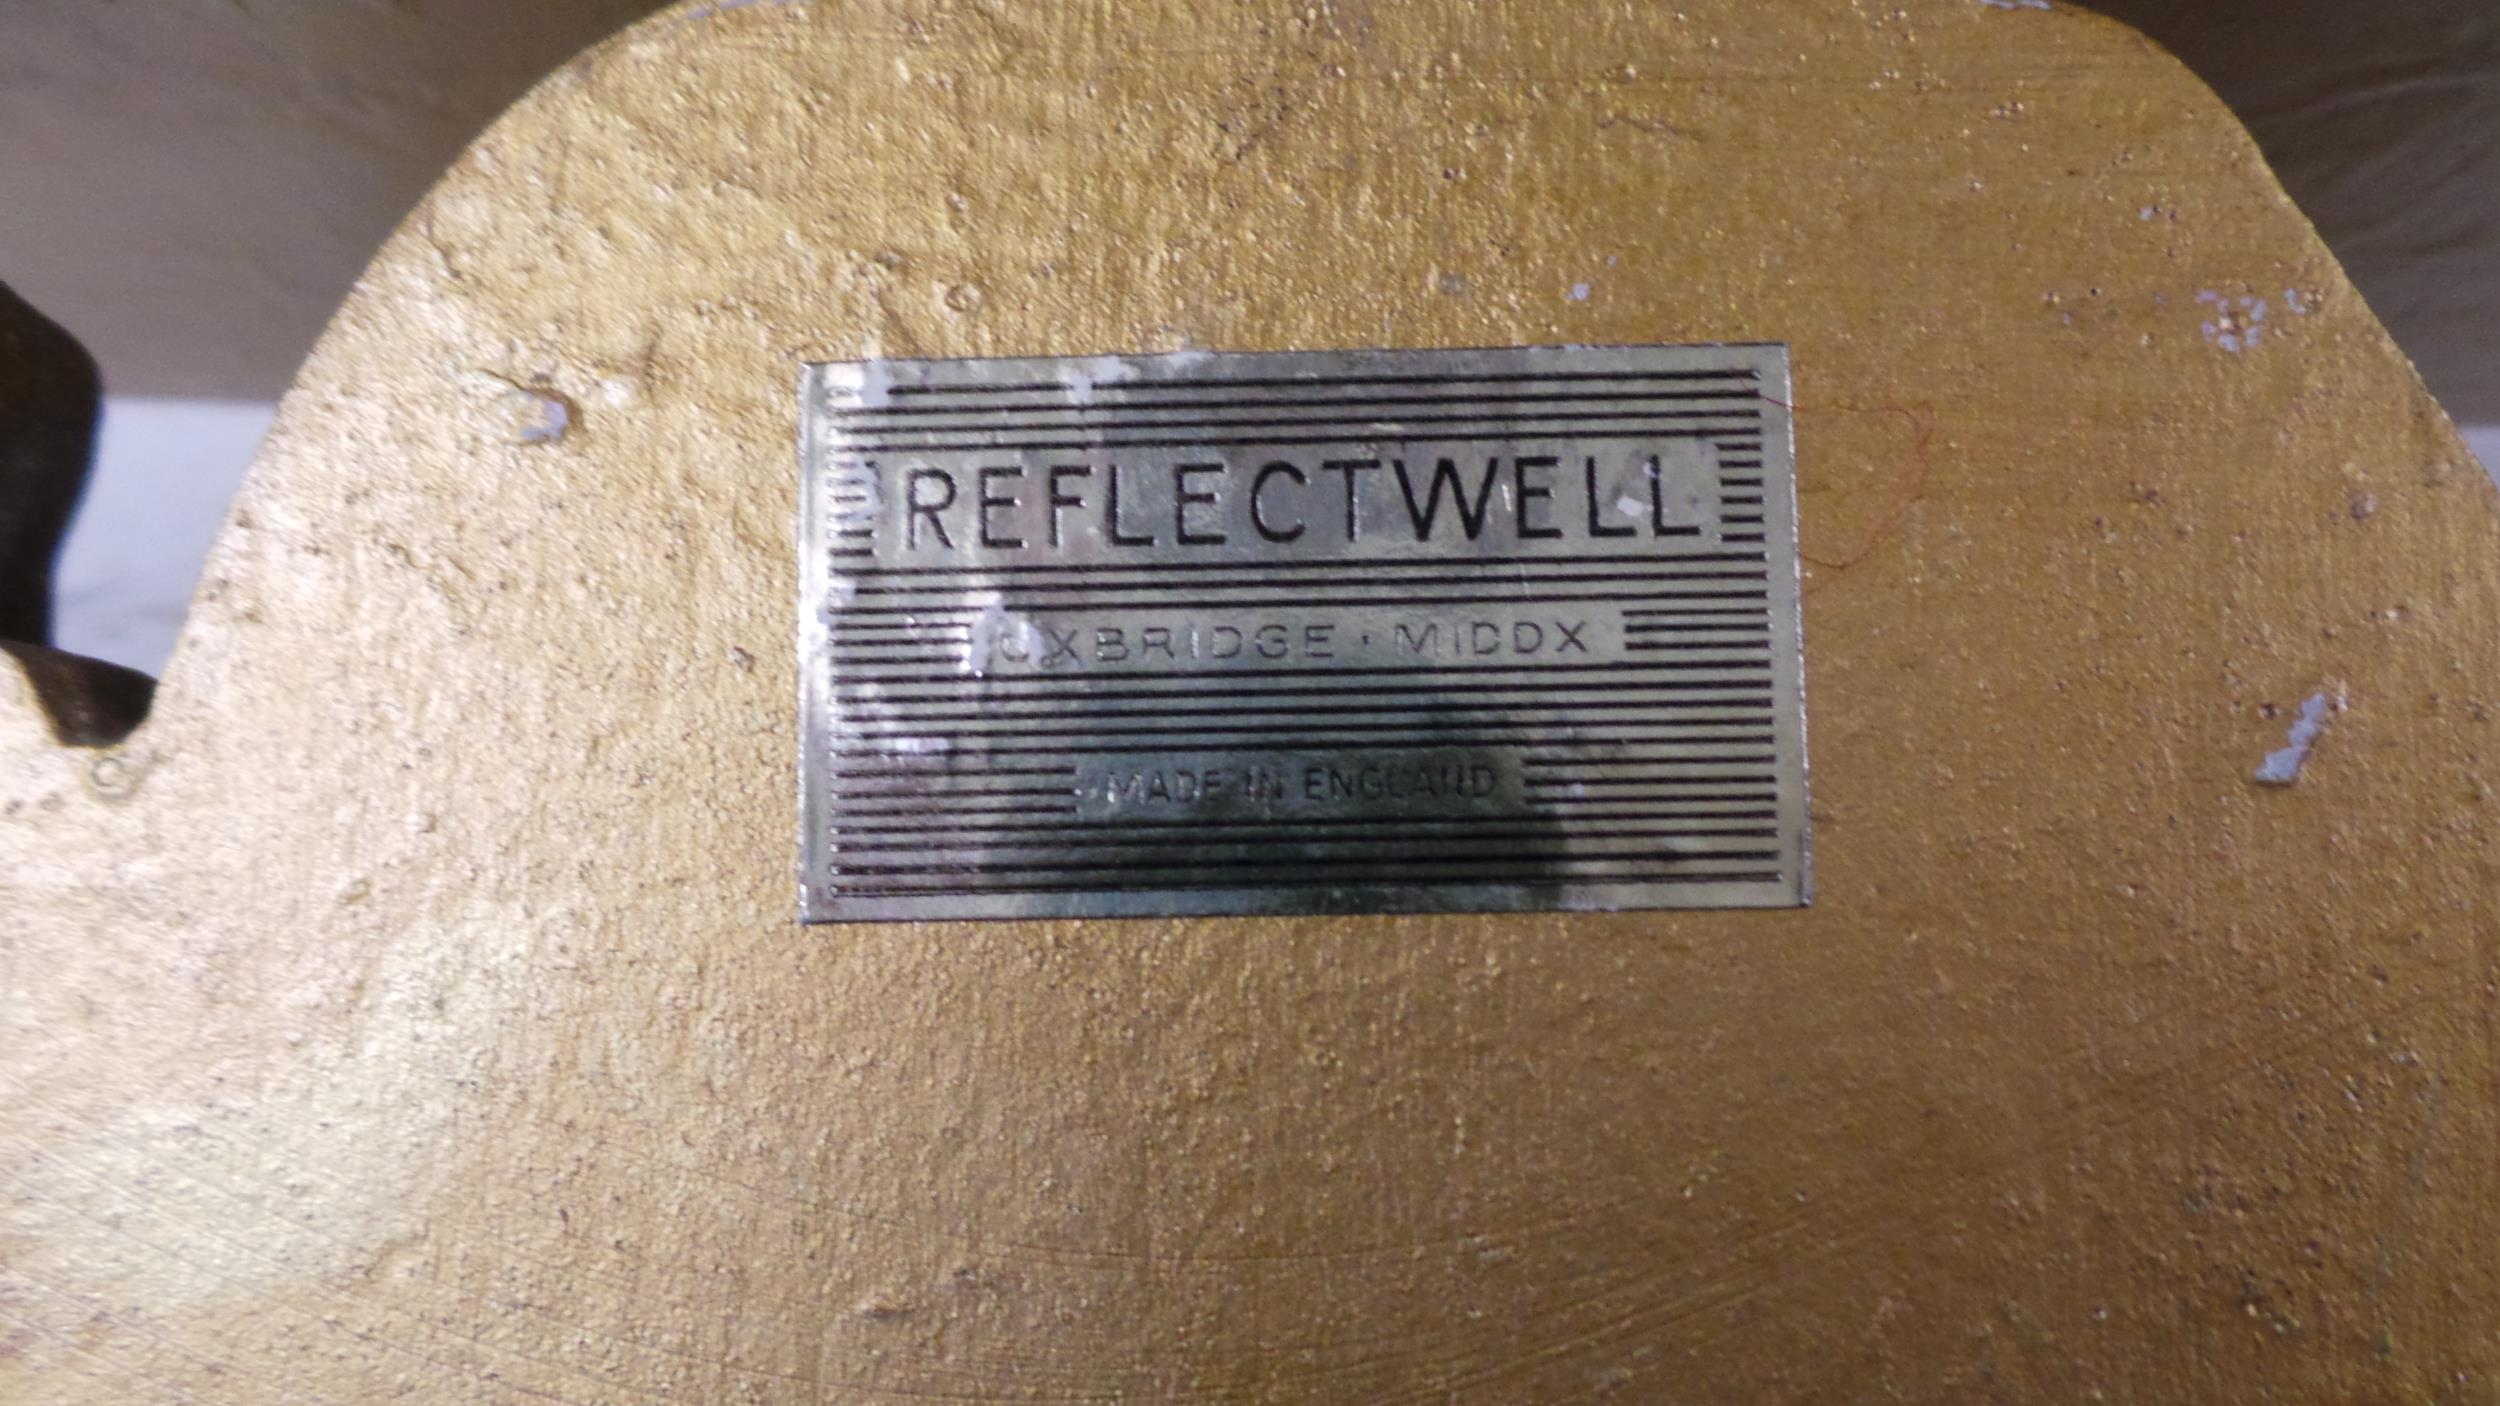 REFLECTWELL
UXBRIDGE · MIDDX
MADE IN ENGLAND